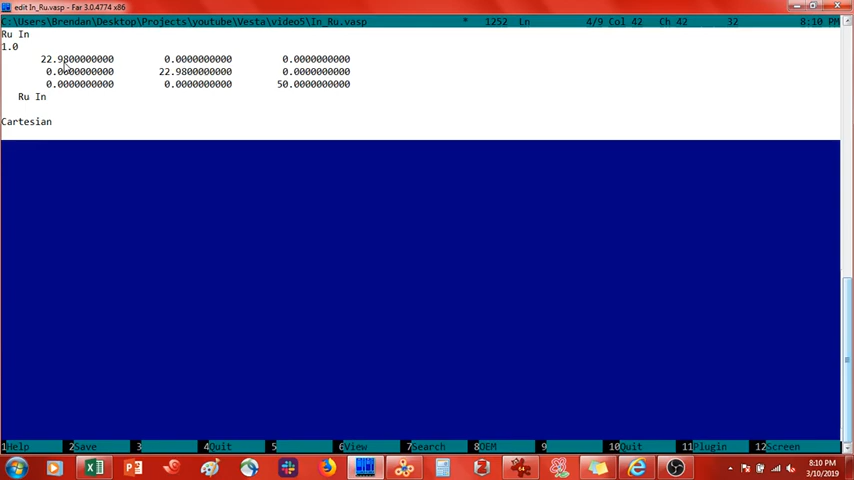 edit In_Ru.vasp - Far 3.0.4774 x86
C:\Users\Brendan\Desktop\Projects\youtube\Vesta\video5\In_Ru.vasp * 1252 Ln 4/9 Col 42 Ch 42 32 8:10 PM
Ru In
1.0
22.9800000000 0.0000000000 0.0000000000
0.0000000000 22.9800000000 0.0000000000
0.0000000000 0.0000000000 50.0000000000
Ru In
Cartesian
1Help 2Save 3 4Quit 5 6View 7Search 8OEM 9 10Quit 11Plugin 12Screen
64
8:10 PM
3/10/2019